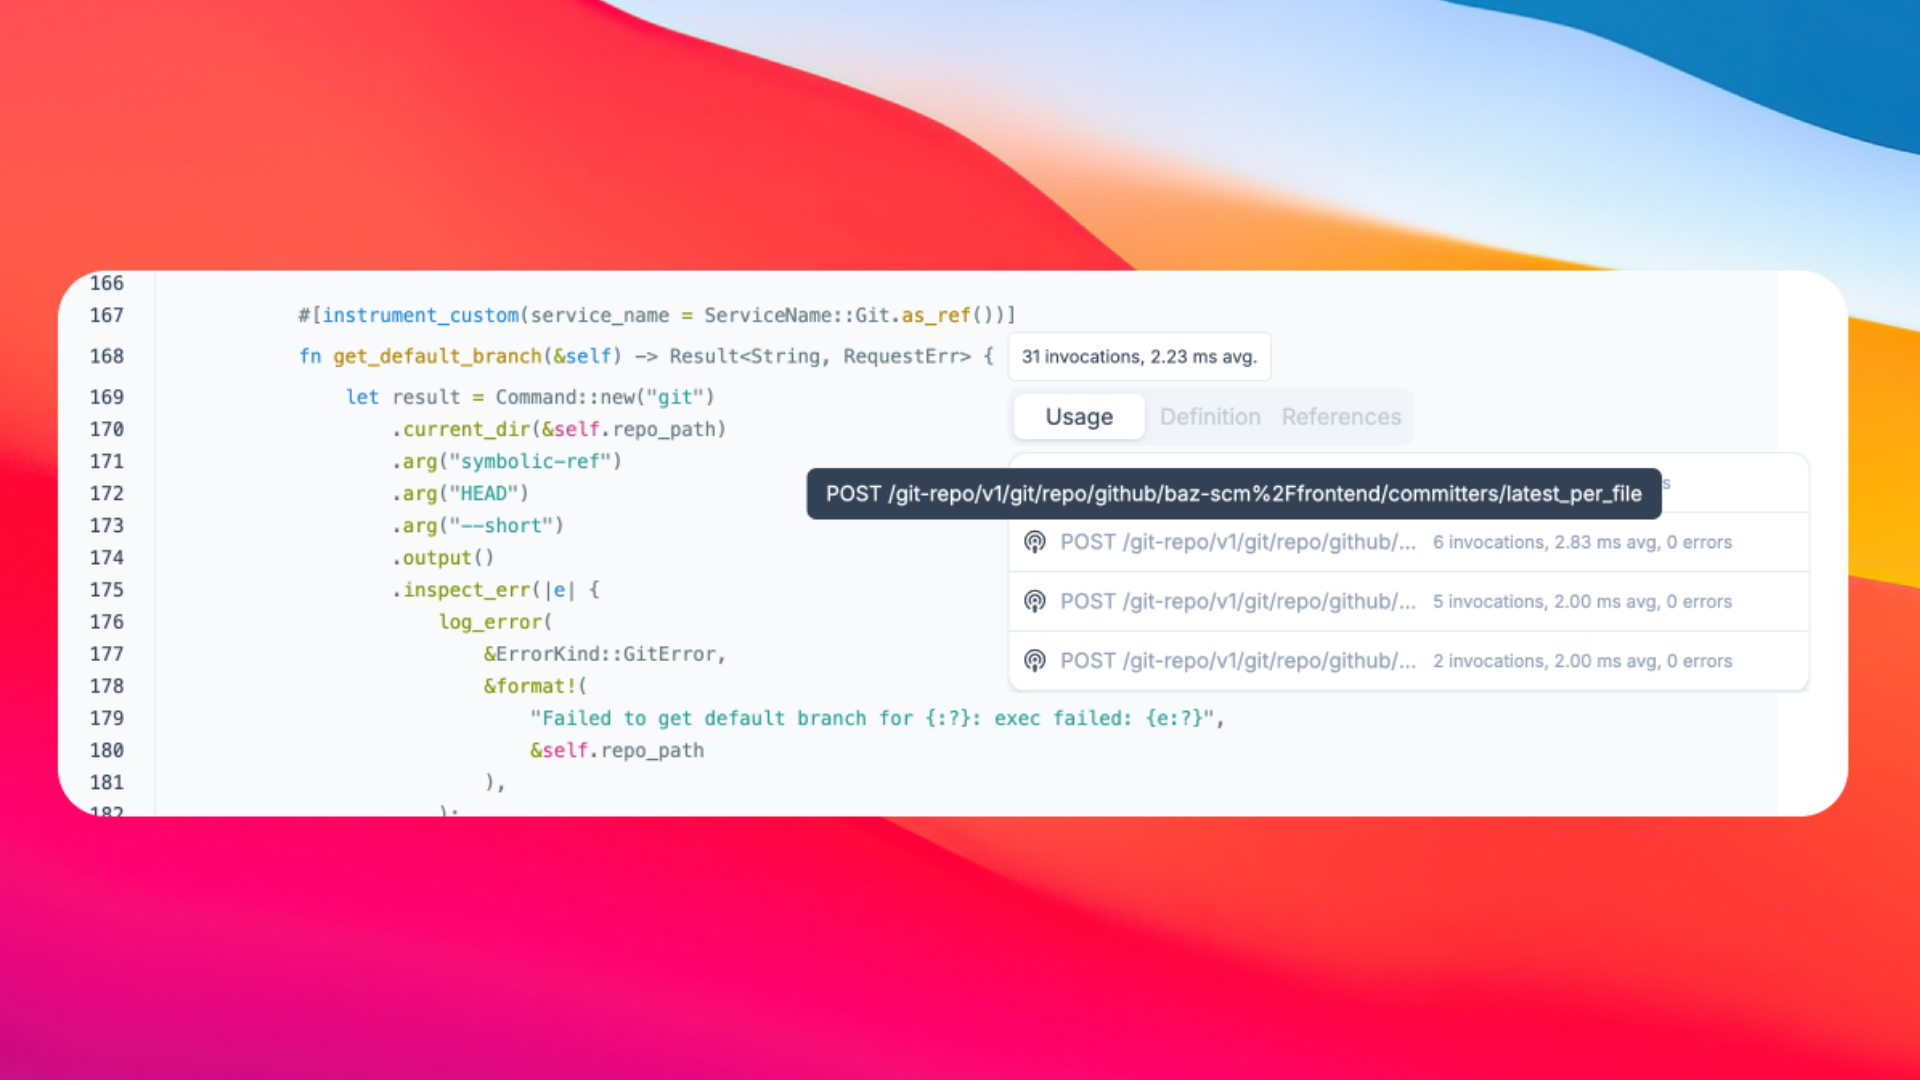 166
167 #[instrument_custom(service_name = ServiceName::Git.as_ref())]
168 fn get_default_branch(&self) -> Result<String, RequestErr> { 31 invocations, 2.23 ms avg.
169 let result = Command::new("git")
Usage Definition References
170 .current_dir(&self.repo_path)
171 .arg("symbolic-ref")
172 .arg("HEAD")
POST /git-repo/v1/git/repo/github/baz-scm%2Ffrontend/committers/latest_per_file
173 .arg("--short")
POST /git-repo/v1/git/repo/github/... 6 invocations, 2.83 ms avg, 0 errors
174 .output()
175 .inspect_err(|e| {
POST /git-repo/v1/git/repo/github/... 5 invocations, 2.00 ms avg, 0 errors
176 log_error(
177 &ErrorKind::GitError,
POST /git-repo/v1/git/repo/github/... 2 invocations, 2.00 ms avg, 0 errors
178 &format!(
179 "Failed to get default branch for {:?}: exec failed: {e:?}",
180 &self.repo_path
181 ),
182 );